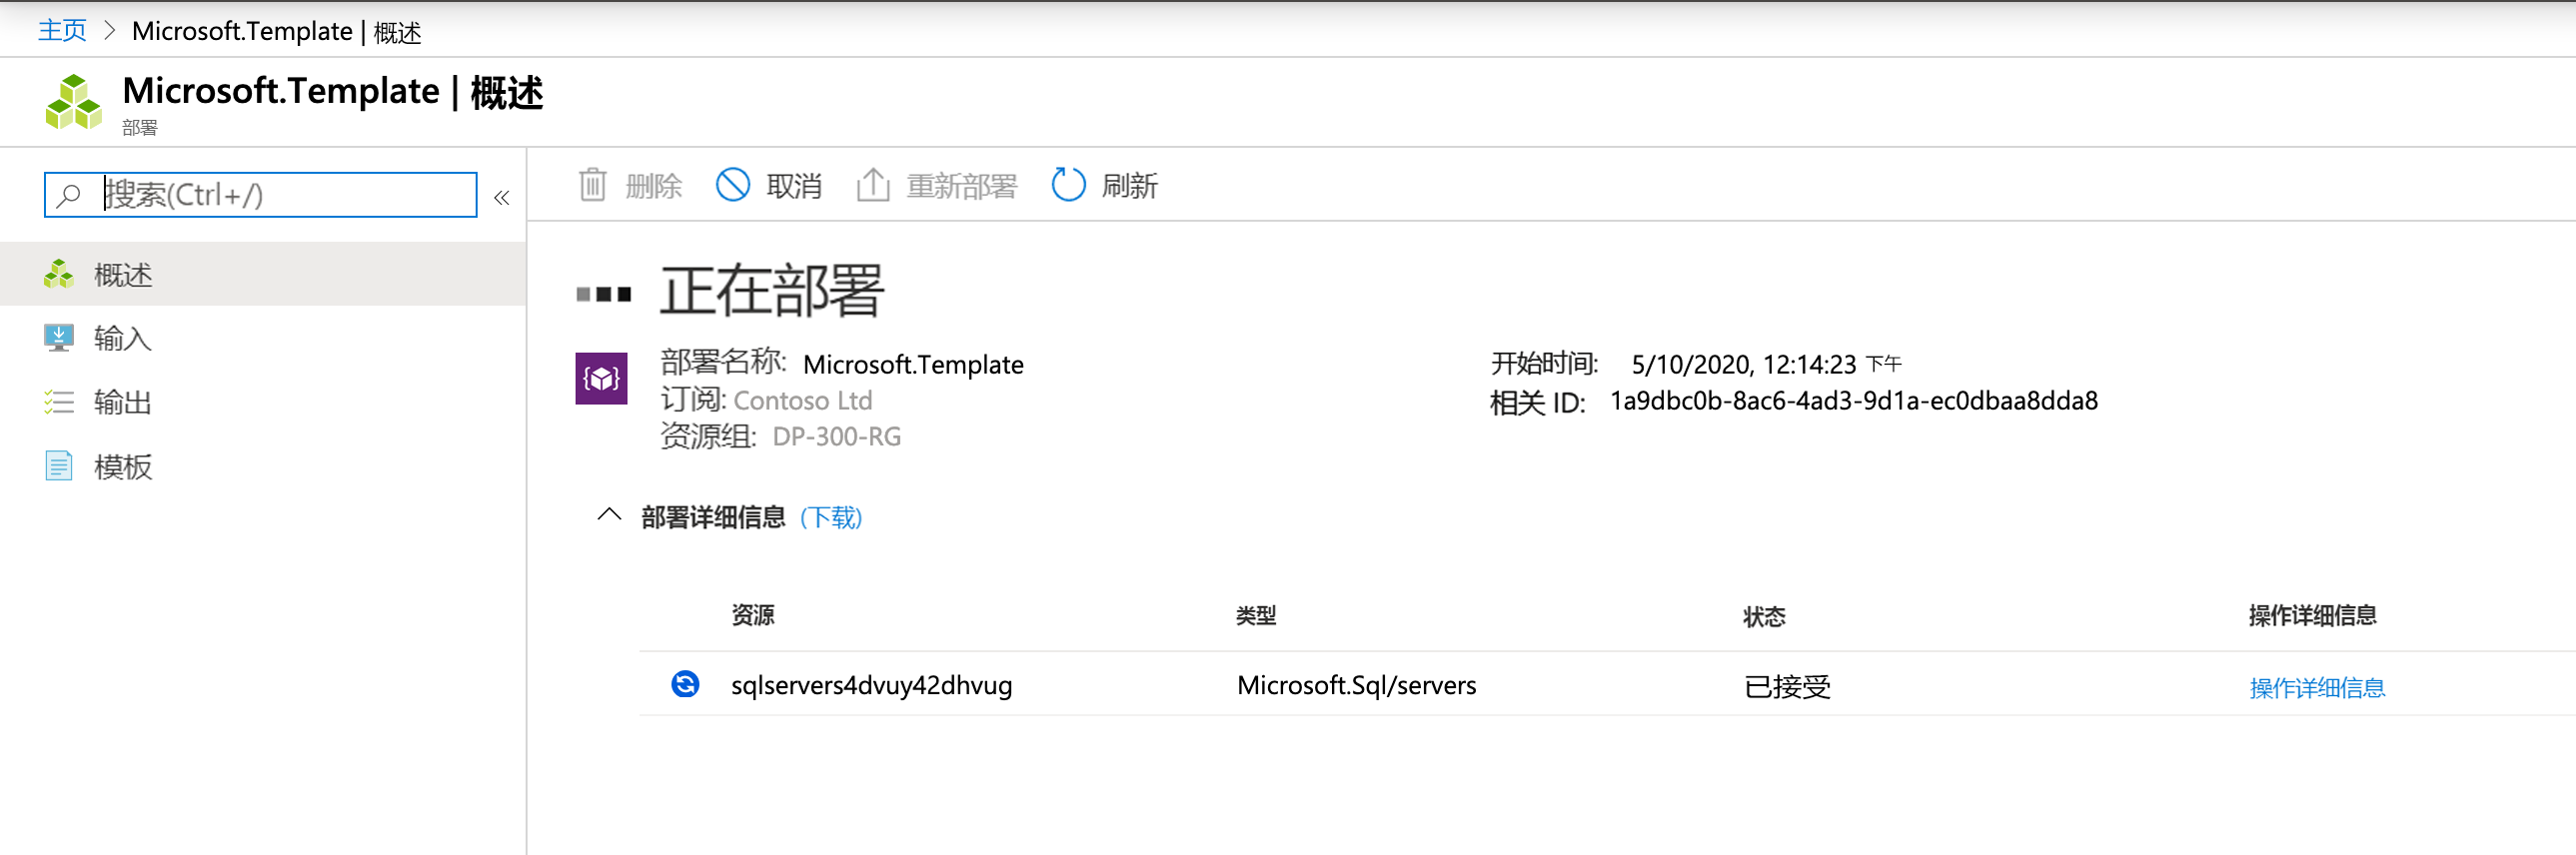 主页 > Microsoft.Template | 概述
Microsoft.Template | 概述
部署
搜索(Ctrl+/)
«
删除 取消 重新部署 刷新
概述
输入
输出
模板
正在部署
部署名称: Microsoft.Template
订阅: Contoso Ltd
资源组: DP-300-RG
开始时间: 5/10/2020, 12:14:23 下午
相关 ID: 1a9dbc0b-8ac6-4ad3-9d1a-ec0dbaa8dda8
部署详细信息 (下载)
资源 类型 状态 操作详细信息
sqlservers4dvuy42dhvug Microsoft.Sql/servers 已接受 操作详细信息